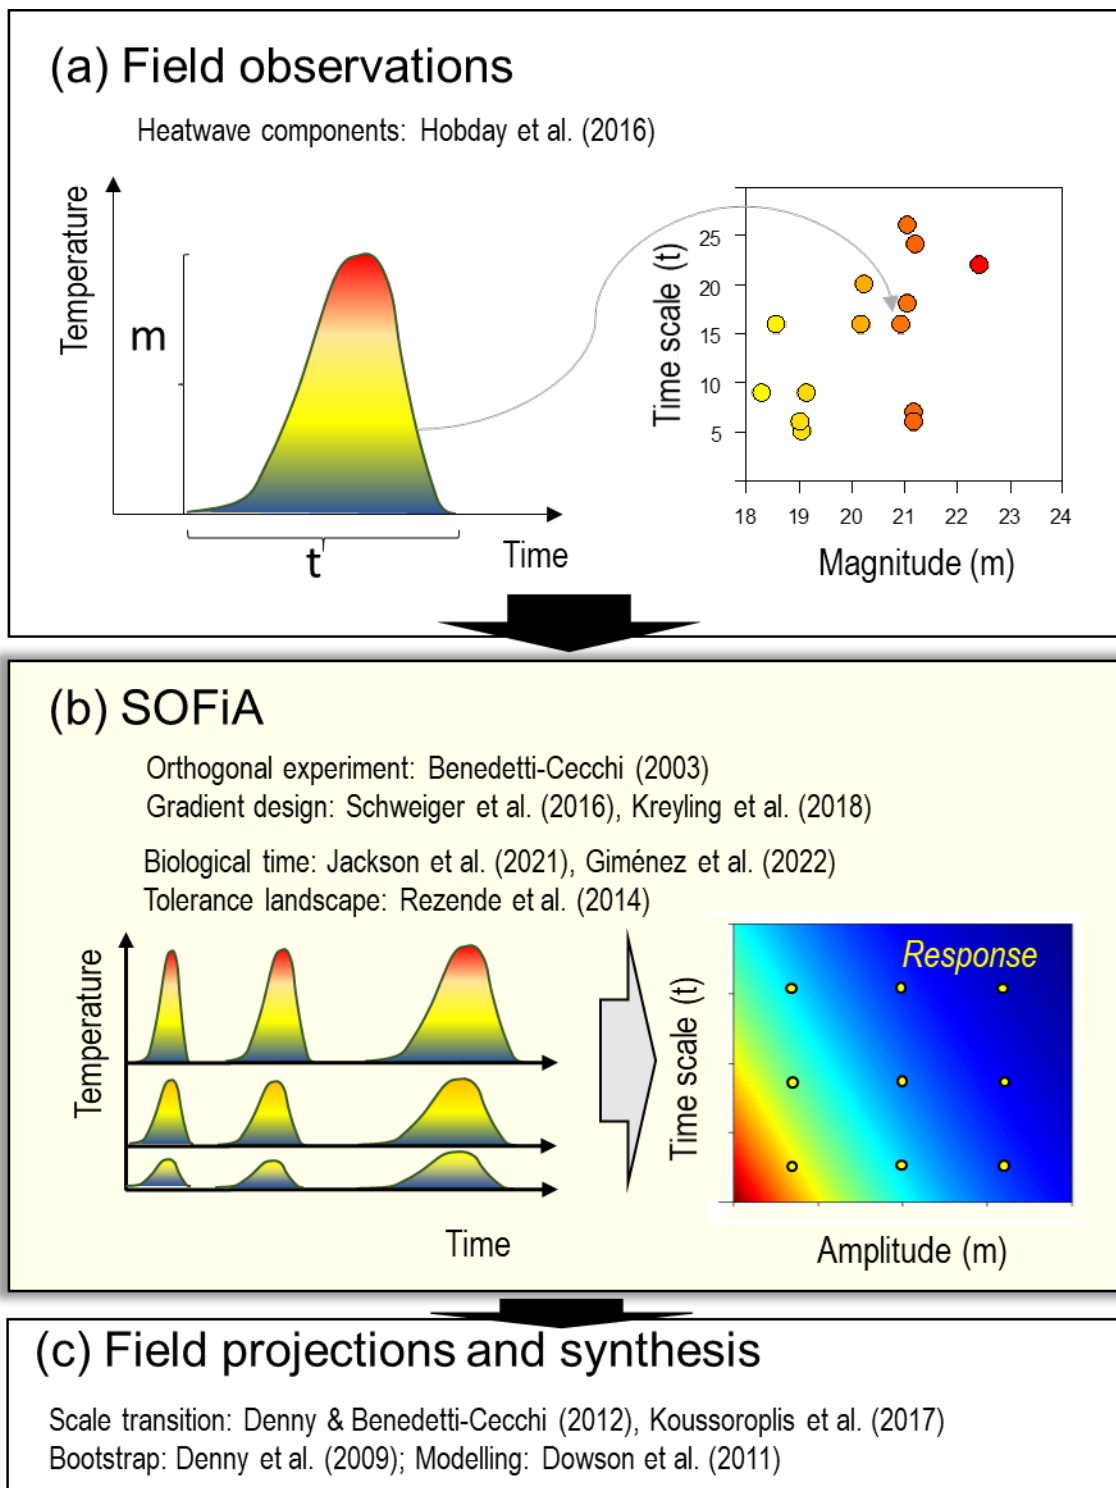 (a) Field observations
Heatwave components: Hobday et al. (2016)
Temperature
m
t
Time
Time scale (t)
25
20
15
10
5
18 19 20 21 22 23 24
Magnitude (m)
(b) SOFiA
Orthogonal experiment: Benedetti-Cecchi (2003)
Gradient design: Schweiger et al. (2016), Kreyling et al. (2018)
Biological time: Jackson et al. (2021), Giménez et al. (2022)
Tolerance landscape: Rezende et al. (2014)
Temperature
Time
Time scale (t)
Response
Amplitude (m)
(c) Field projections and synthesis
Scale transition: Denny & Benedetti-Cecchi (2012), Koussoroplis et al. (2017)
Bootstrap: Denny et al. (2009); Modelling: Dowson et al. (2011)